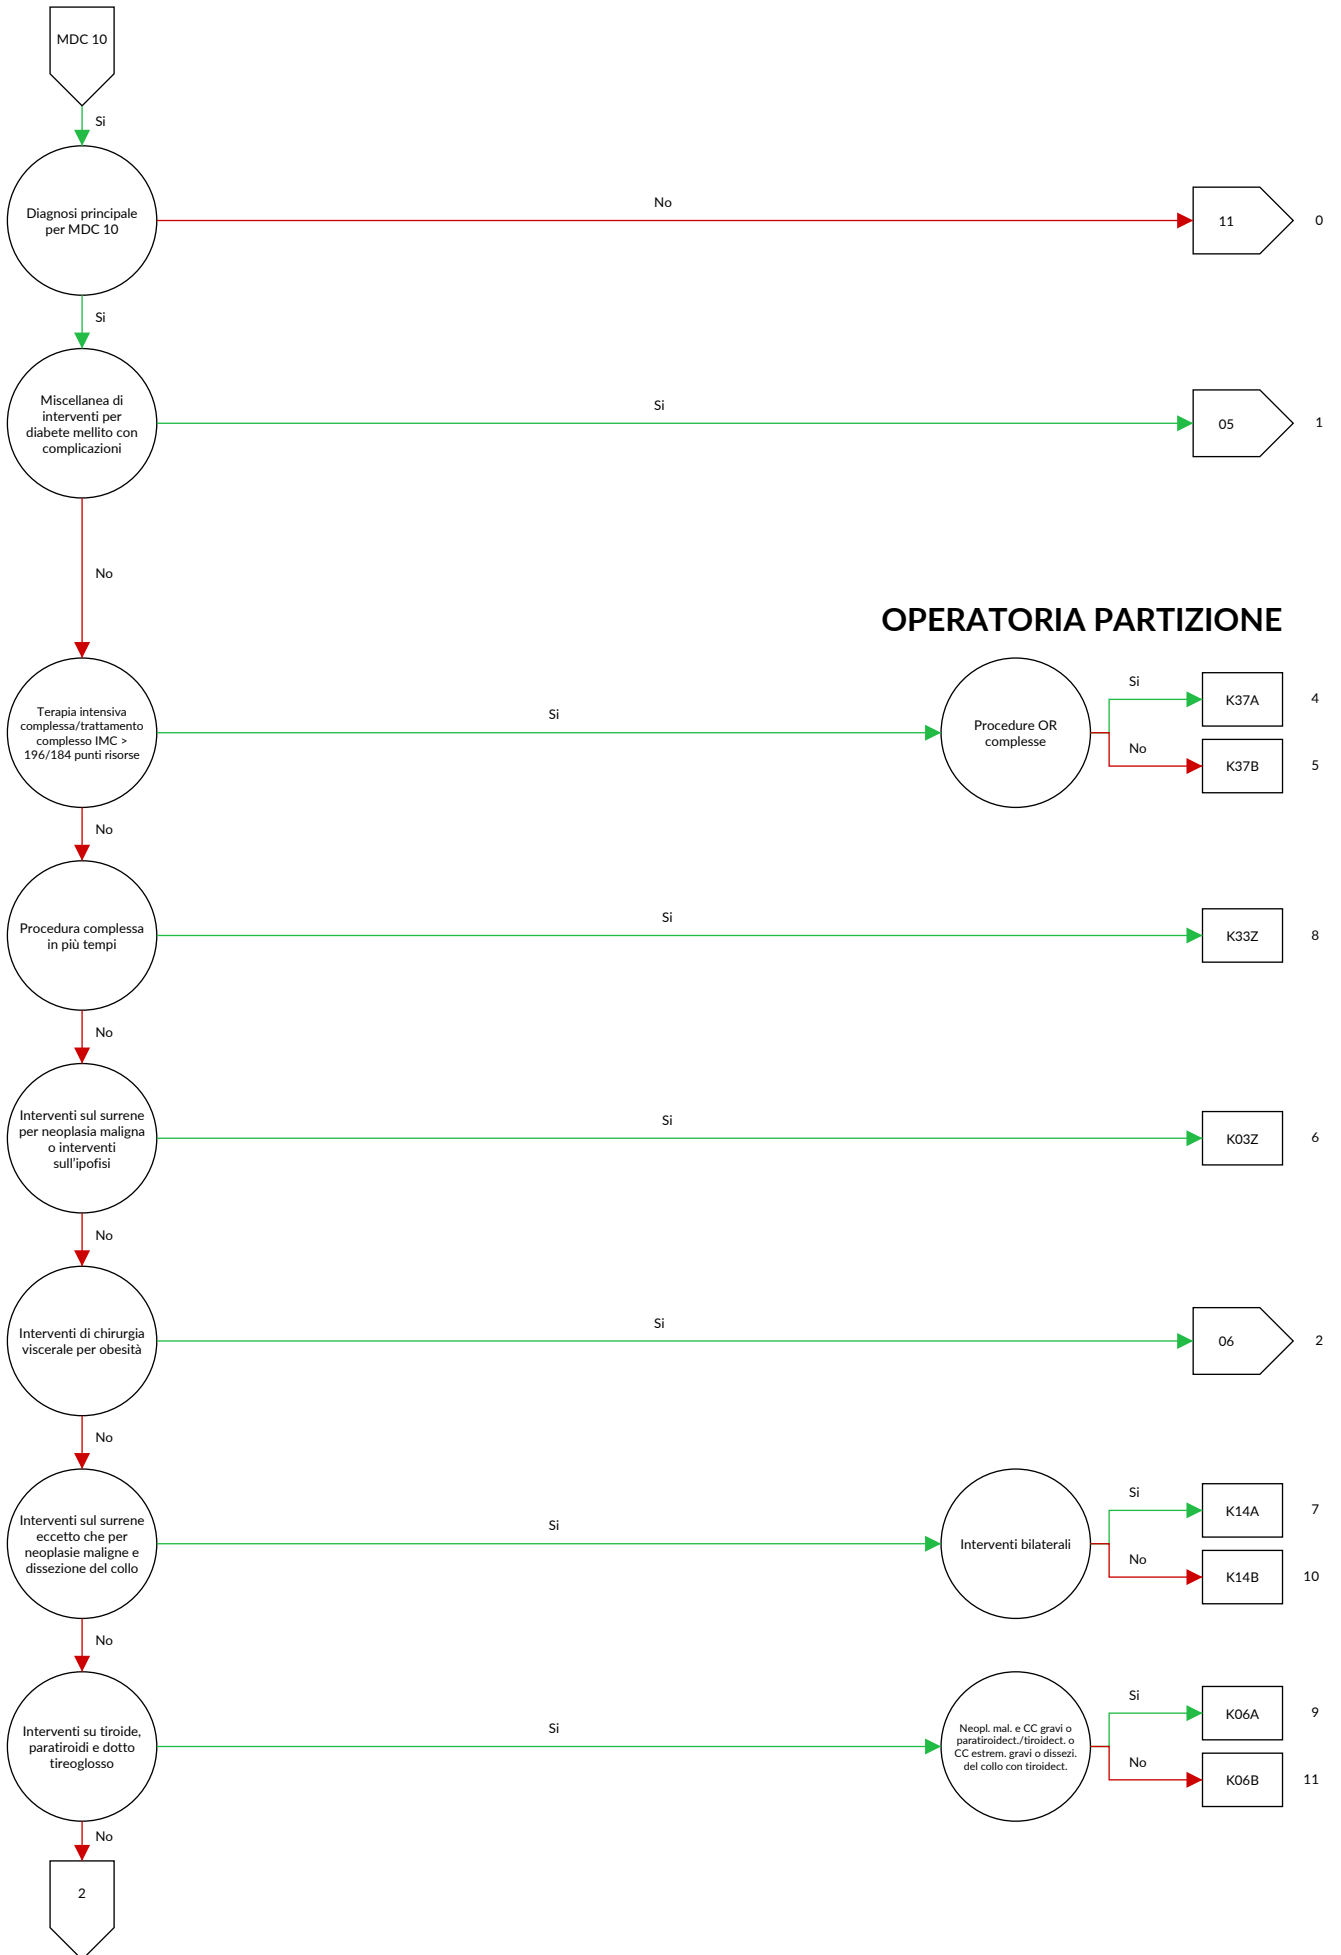 MDC 10
Si
Diagnosi principale
per MDC 10
No
11
0
Si
Miscellanea di
interventi per
diabete mellito con
complicazioni
Si
05
1
No
OPERATORIA PARTIZIONE
Terapia intensiva
complessa/trattamento
complesso IMC >
196/184 punti risorse
Si
Procedure OR
complesse
Si
K37A
4
No
K37B
5
No
Procedura complessa
in più tempi
Si
K33Z
8
No
Interventi sul surrene
per neoplasia maligna
o interventi
sull'ipofisi
Si
K03Z
6
No
Interventi di chirurgia
viscerale per obesità
Si
06
2
No
Interventi sul surrene
eccetto che per
neoplasie maligne e
dissezione del collo
Si
Interventi bilaterali
Si
K14A
7
No
K14B
10
No
Interventi su tiroide,
paratiroidi e dotto
tireoglosso
Si
Neopl. mal. e CC gravi o
paratiroidect./tiroidect. o
CC estrem. gravi o dissezi.
del collo con tiroidect.
Si
K06A
9
No
K06B
11
No
2